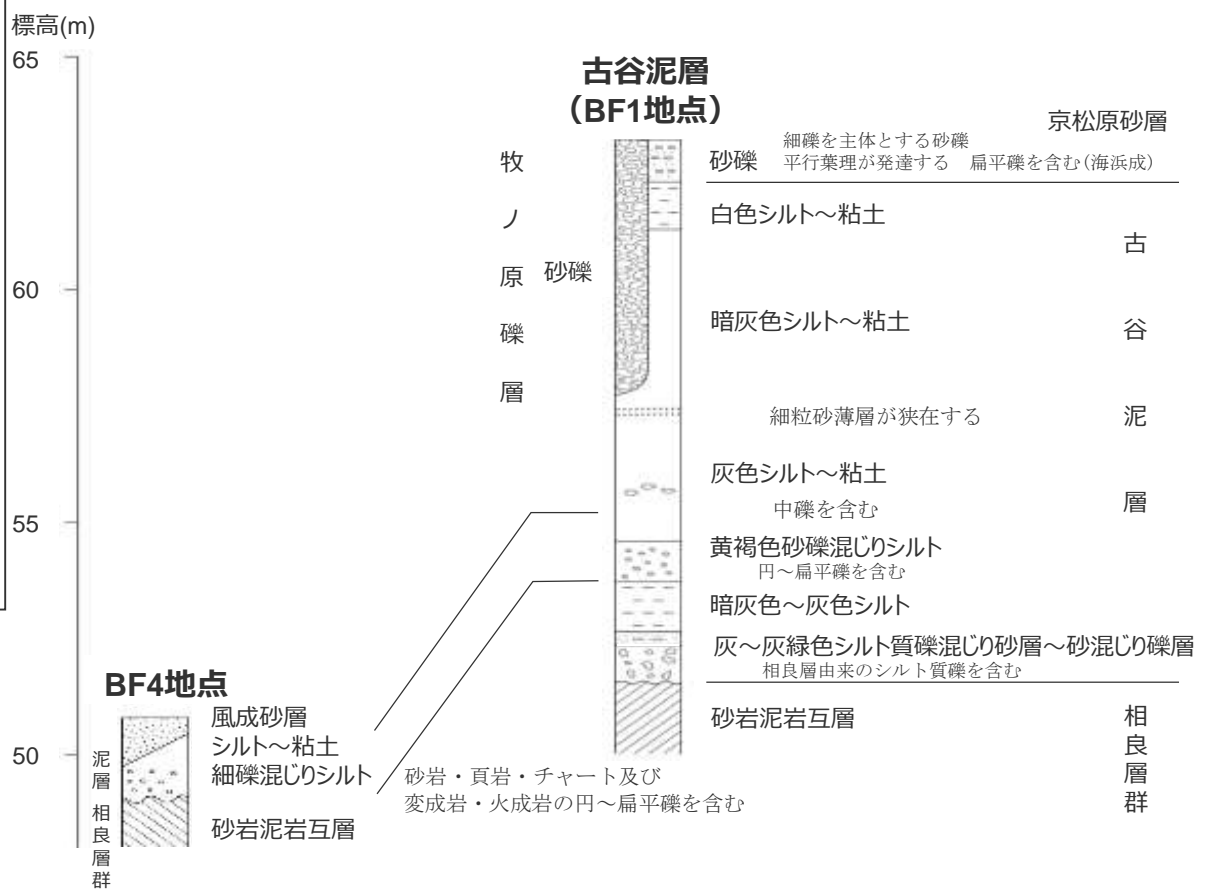 標高(m)
65
60
55
50
古谷泥層
（BF1地点）
京松原砂層
牧ノ原礫層
砂礫
砂礫
細礫を主体とする砂礫
平行葉理が発達する 扁平礫を含む(海浜成)
白色シルト～粘土
暗灰色シルト～粘土
細粒砂薄層が狭在する
灰色シルト～粘土
中礫を含む
黄褐色砂礫混じりシルト
円～扁平礫を含む
暗灰色～灰色シルト
灰～灰緑色シルト質礫混じり砂層～砂混じり礫層
相良層由来のシルト質礫を含む
砂岩泥岩互層
古谷泥層
相良層群
BF4地点
風成砂層
シルト～粘土
細礫混じりシルト
砂岩泥岩互層
泥層
相良層群
砂岩・頁岩・チャート及び
変成岩・火成岩の円～扁平礫を含む